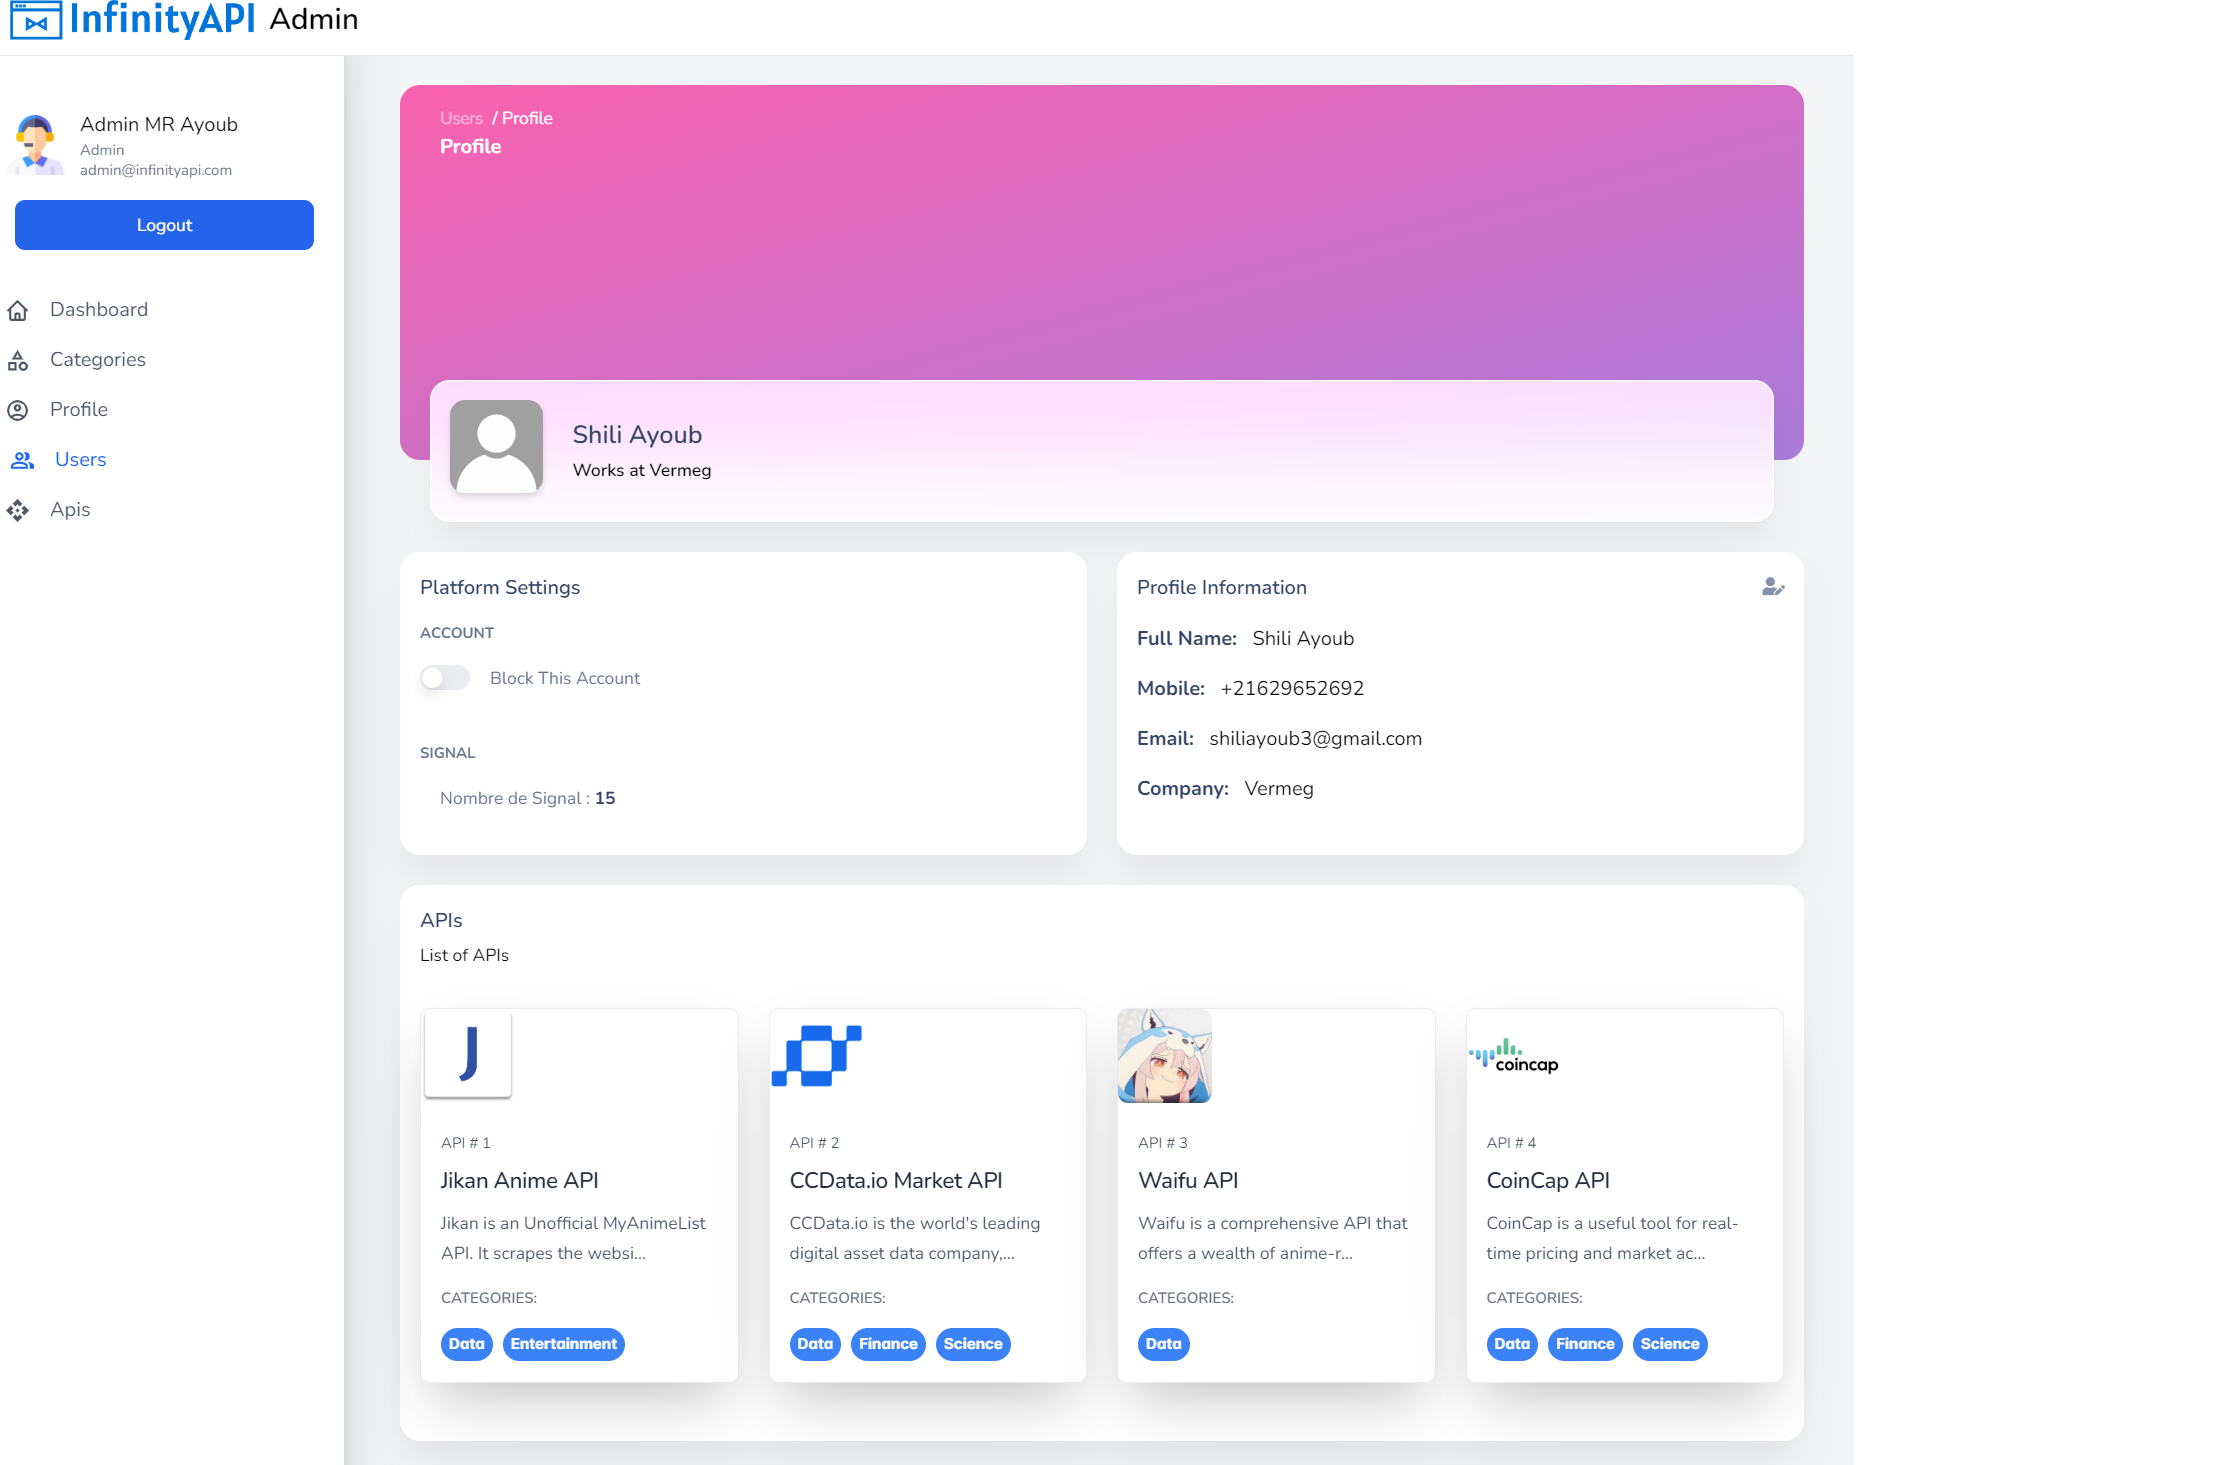 InfinityAPI Admin
Admin MR Ayoub
Admin
admin@infinityapi.com
Logout
Dashboard
Categories
Profile
Users
Apis
Users / Profile
Profile
Shili Ayoub
Works at Vermeg
Platform Settings
ACCOUNT
Block This Account
SIGNAL
Nombre de Signal : 15
Profile Information
Full Name: Shili Ayoub
Mobile: +21629652692
Email: shiliayoub3@gmail.com
Company: Vermeg
APIs
List of APIs
J
API # 1
Jikan Anime API
Jikan is an Unofficial MyAnimeList
API. It scrapes the websi...
CATEGORIES:
Data Entertainment
API # 2
CCData.io Market API
CCData.io is the world's leading
digital asset data company,...
CATEGORIES:
Data Finance Science
API # 3
Waifu API
Waifu is a comprehensive API that
offers a wealth of anime-r...
CATEGORIES:
Data
coincap
API # 4
CoinCap API
CoinCap is a useful tool for real-
time pricing and market ac...
CATEGORIES:
Data Finance Science